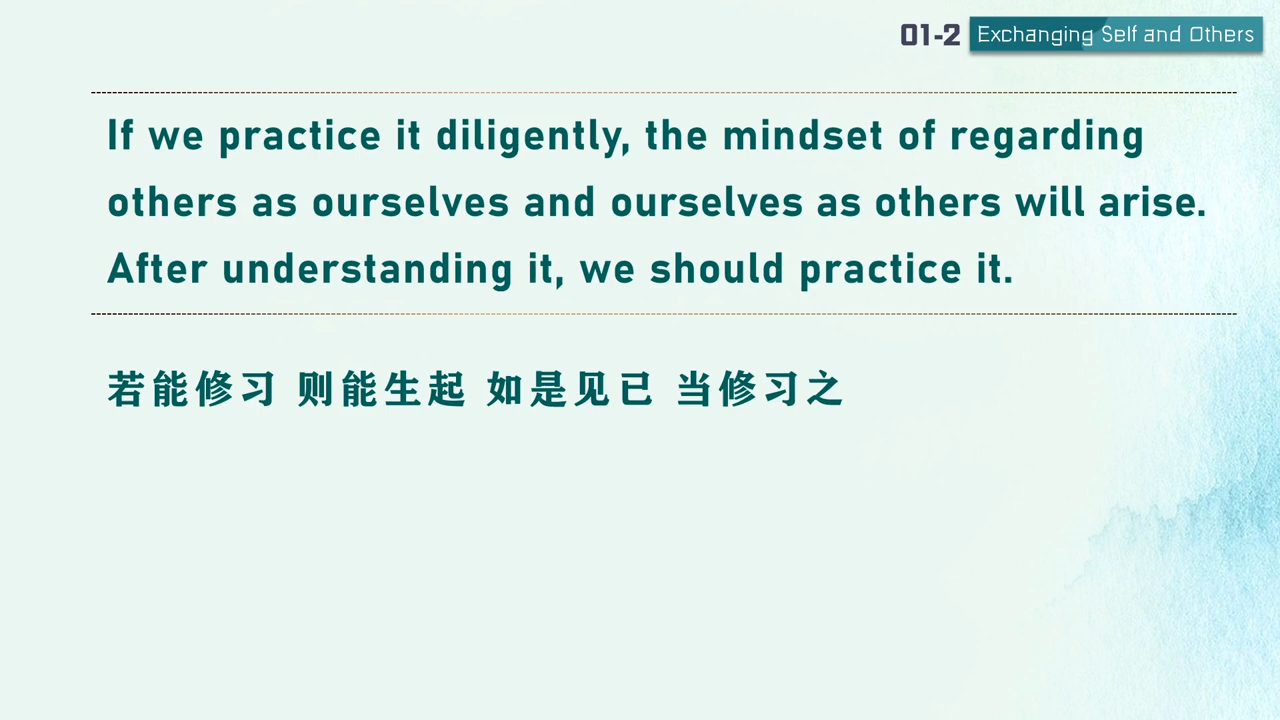 01-2 Exchanging Self and Others
If we practice it diligently, the mindset of regarding
others as ourselves and ourselves as others will arise.
After understanding it, we should practice it.
若能修习 则能生起 如是见已 当修习之